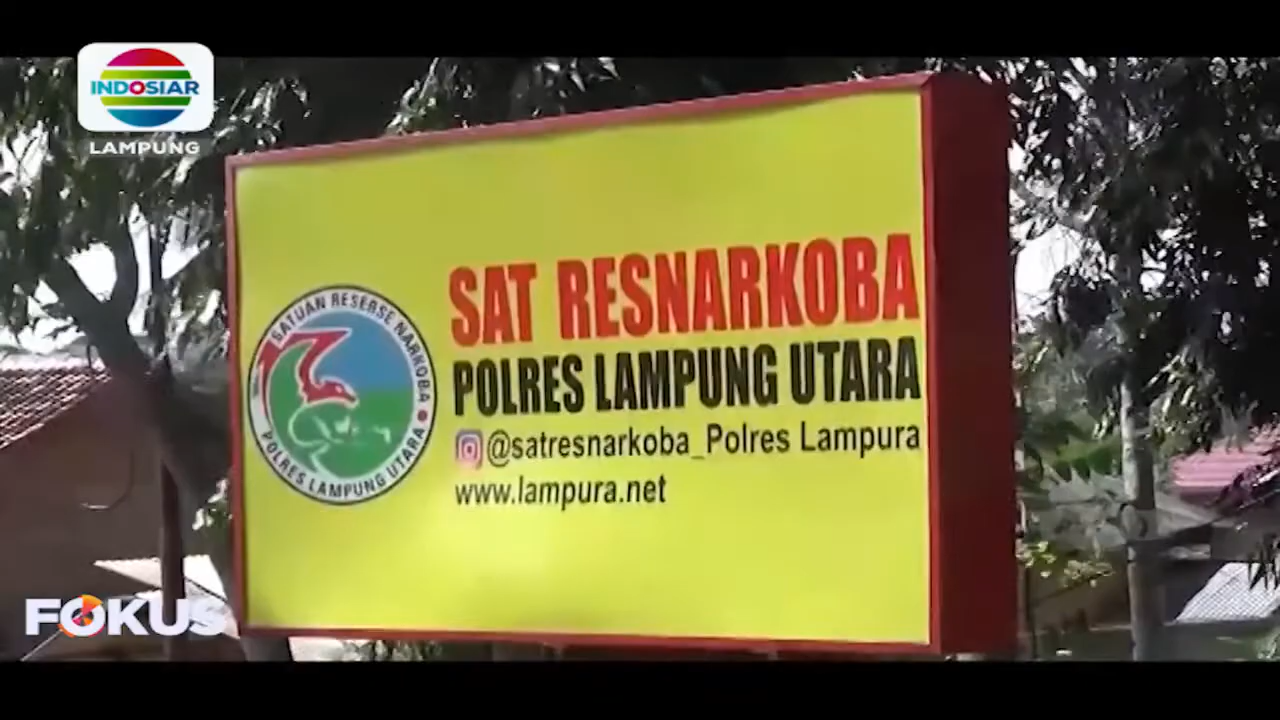 INDOSIAR
LAMPUNG
SAT RESNARKOBA
POLRES LAMPUNG UTARA
@satresnarkoba_Polres Lampura
www.lampura.net
SATUAN RESERSE NARKOBA
POLRES LAMPUNG UTARA
FOKUS